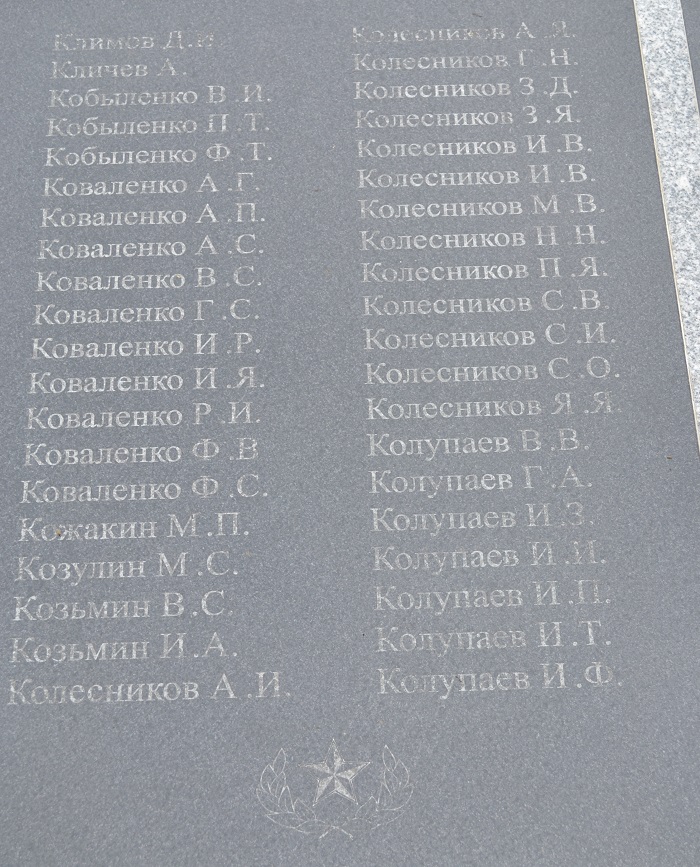 Климов Д.И
Кличев А.
Кобыленко В .И.
Кобыленко П .Т.
Кобыленко Ф .Т.
Коваленко А .Г.
Коваленко А .П.
Коваленко А .С.
Коваленко В .С.
Коваленко Г .С.
Коваленко И .Р.
Коваленко И .Я.
Коваленко Р .И.
Коваленко Ф .В
Коваленко Ф .С.
Кожакин М .П.
Козулин М .С.
Козьмин В .С.
Козьмин И .А.
Колесников А .И.
Колесников А .Я.
Колесников Г .Н.
Колесников З .Д.
Колесников З .Я.
Колесников И .В.
Колесников И .В.
Колесников М .В.
Колесников Н .Н.
Колесников П .Я.
Колесников С .В.
Колесников С .И.
Колесников С .О.
Колесников Я .Я.
Колупаев В .В.
Колупаев Г .А.
Колупаев И .З.
Колупаев И .И.
Колупаев И .П.
Колупаев И .Т.
Колупаев И .Ф.